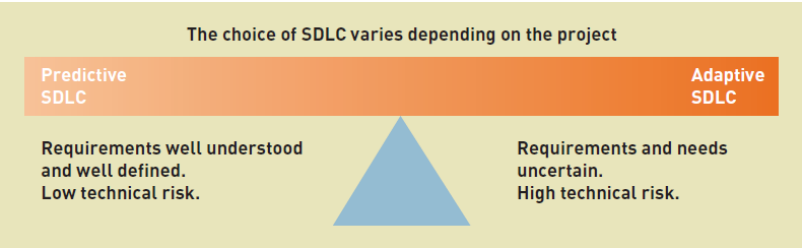 The choice of SDLC varies depending on the project
Predictive
SDLC
Adaptive
SDLC
Requirements well understood
and well defined.
Low technical risk.
Requirements and needs
uncertain.
High technical risk.